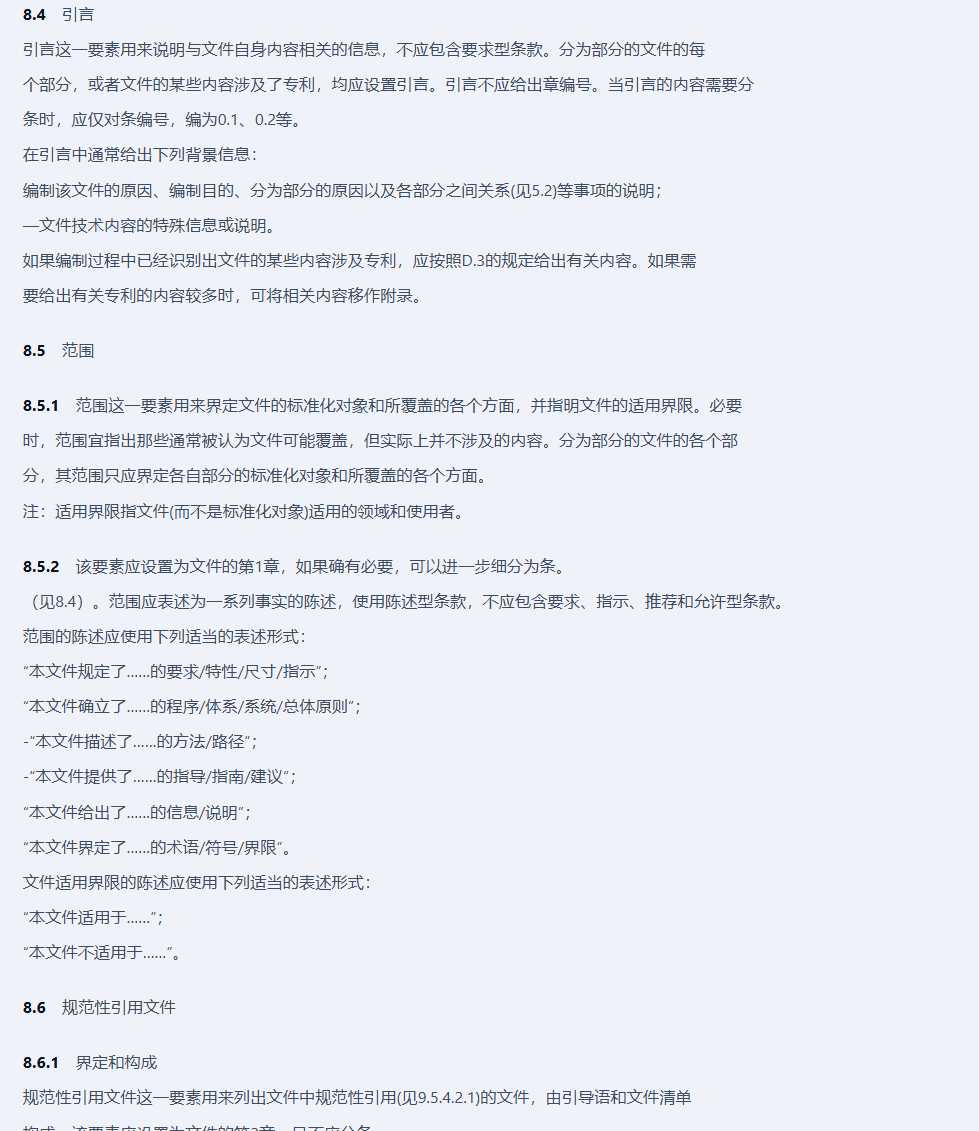 8.4 引言
引言这一要素用来说明与文件自身内容相关的信息，不应包含要求型条款。分为部分的文件的每
个部分，或者文件的某些内容涉及了专利，均应设置引言。引言不应给出章编号。当引言的内容需要分
条时，应仅对条编号，编为0.1、0.2等。
在引言中通常给出下列背景信息：
编制该文件的原因、编制目的、分为部分的原因以及各部分之间关系(见5.2)等事项的说明；
—文件技术内容的特殊信息或说明。
如果编制过程中已经识别出文件的某些内容涉及专利，应按照D.3的规定给出有关内容。如果需
要给出有关专利的内容较多时，可将相关内容移作附录。
8.5 范围
8.5.1 范围这一要素用来界定文件的标准化对象和所覆盖的各个方面，并指明文件的适用界限。必要
时，范围宜指出那些通常被认为文件可能覆盖，但实际上并不涉及的内容。分为部分的文件的各个部
分，其范围只应界定各自部分的标准化对象和所覆盖的各个方面。
注：适用界限指文件(而不是标准化对象)适用的领域和使用者。
8.5.2 该要素应设置为文件的第1章，如果确有必要，可以进一步细分为条。
（见8.4）。范围应表述为一系列事实的陈述，使用陈述型条款，不应包含要求、指示、推荐和允许型条款。
范围的陈述应使用下列适当的表述形式：
“本文件规定了......的要求/特性/尺寸/指示”；
“本文件确立了......的程序/体系/系统/总体原则”；
-“本文件描述了......的方法/路径”；
-“本文件提供了......的指导/指南/建议”；
“本文件给出了......的信息/说明”；
“本文件界定了......的术语/符号/界限”。
文件适用界限的陈述应使用下列适当的表述形式：
“本文件适用于......”；
“本文件不适用于......”。
8.6 规范性引用文件
8.6.1 界定和构成
规范性引用文件这一要素用来列出文件中规范性引用(见9.5.4.2.1)的文件，由引导语和文件清单